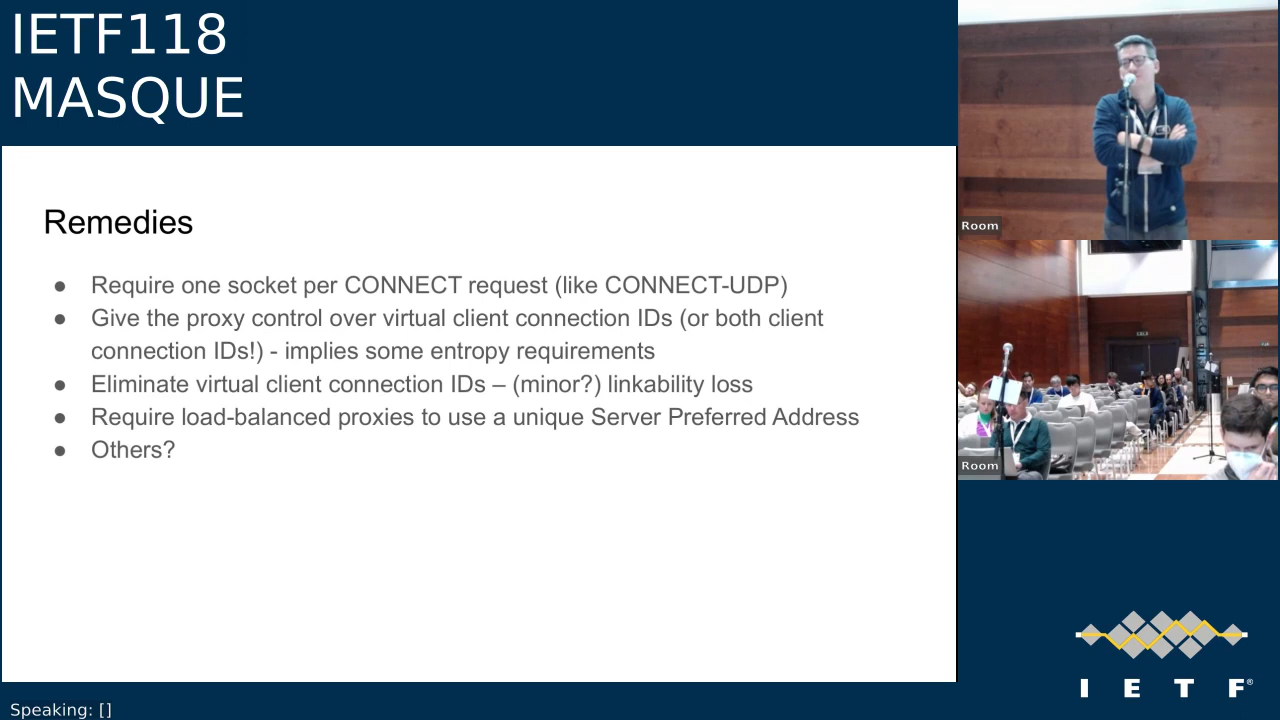 IETF118
MASQUE
Remedies
● Require one socket per CONNECT request (like CONNECT-UDP)
● Give the proxy control over virtual client connection IDs (or both client
connection IDs!) - implies some entropy requirements
● Eliminate virtual client connection IDs – (minor?) linkability loss
● Require load-balanced proxies to use a unique Server Preferred Address
● Others?
Room
Room
I E T F®
Speaking: []